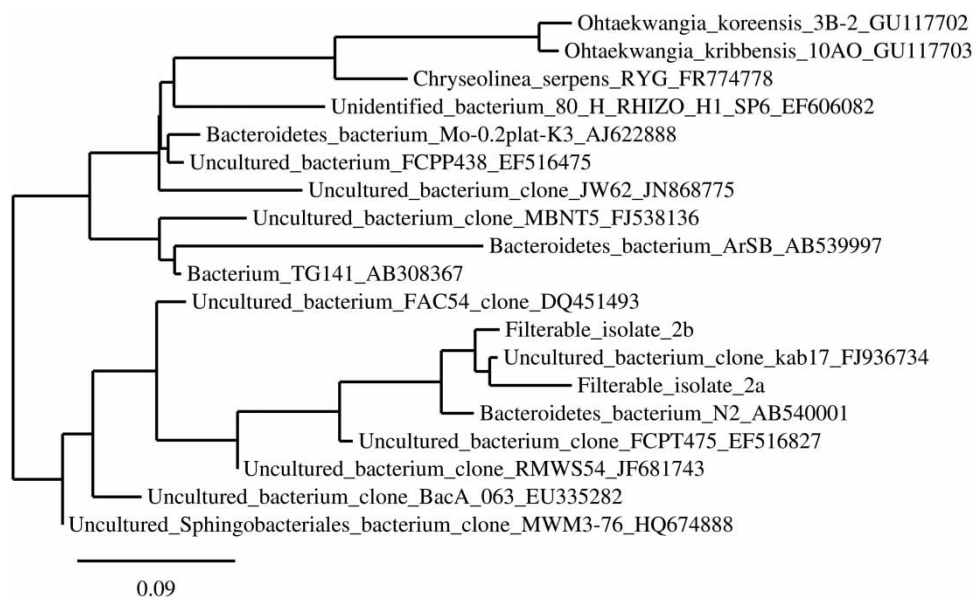 Ohtaekwangia_koreensis_3B-2_GU117702
Ohtaekwangia_kribbensis_10AO_GU117703
Chryseolinea_serpens_RYG_FR774778
Unidentified_bacterium_80_H_RHIZO_H1_SP6_EF606082
Bacteroidetes_bacterium_Mo-0.2plat-K3_AJ622888
Uncultured_bacterium_FCPP438_EF516475
Uncultured_bacterium_clone_JW62_JN868775
Uncultured_bacterium_clone_MBNT5_FJ538136
Bacteroidetes_bacterium_ArSB_AB539997
Bacterium_TG141_AB308367
Uncultured_bacterium_FAC54_clone_DQ451493
Filterable_isolate_2b
Uncultured_bacterium_clone_kab17_FJ936734
Filterable_isolate_2a
Bacteroidetes_bacterium_N2_AB540001
Uncultured_bacterium_clone_FCPT475_EF516827
Uncultured_bacterium_clone_RMWS54_JF681743
Uncultured_bacterium_clone_BacA_063_EU335282
Uncultured_Sphingobacteriales_bacterium_clone_MWM3-76_HQ674888
0.09